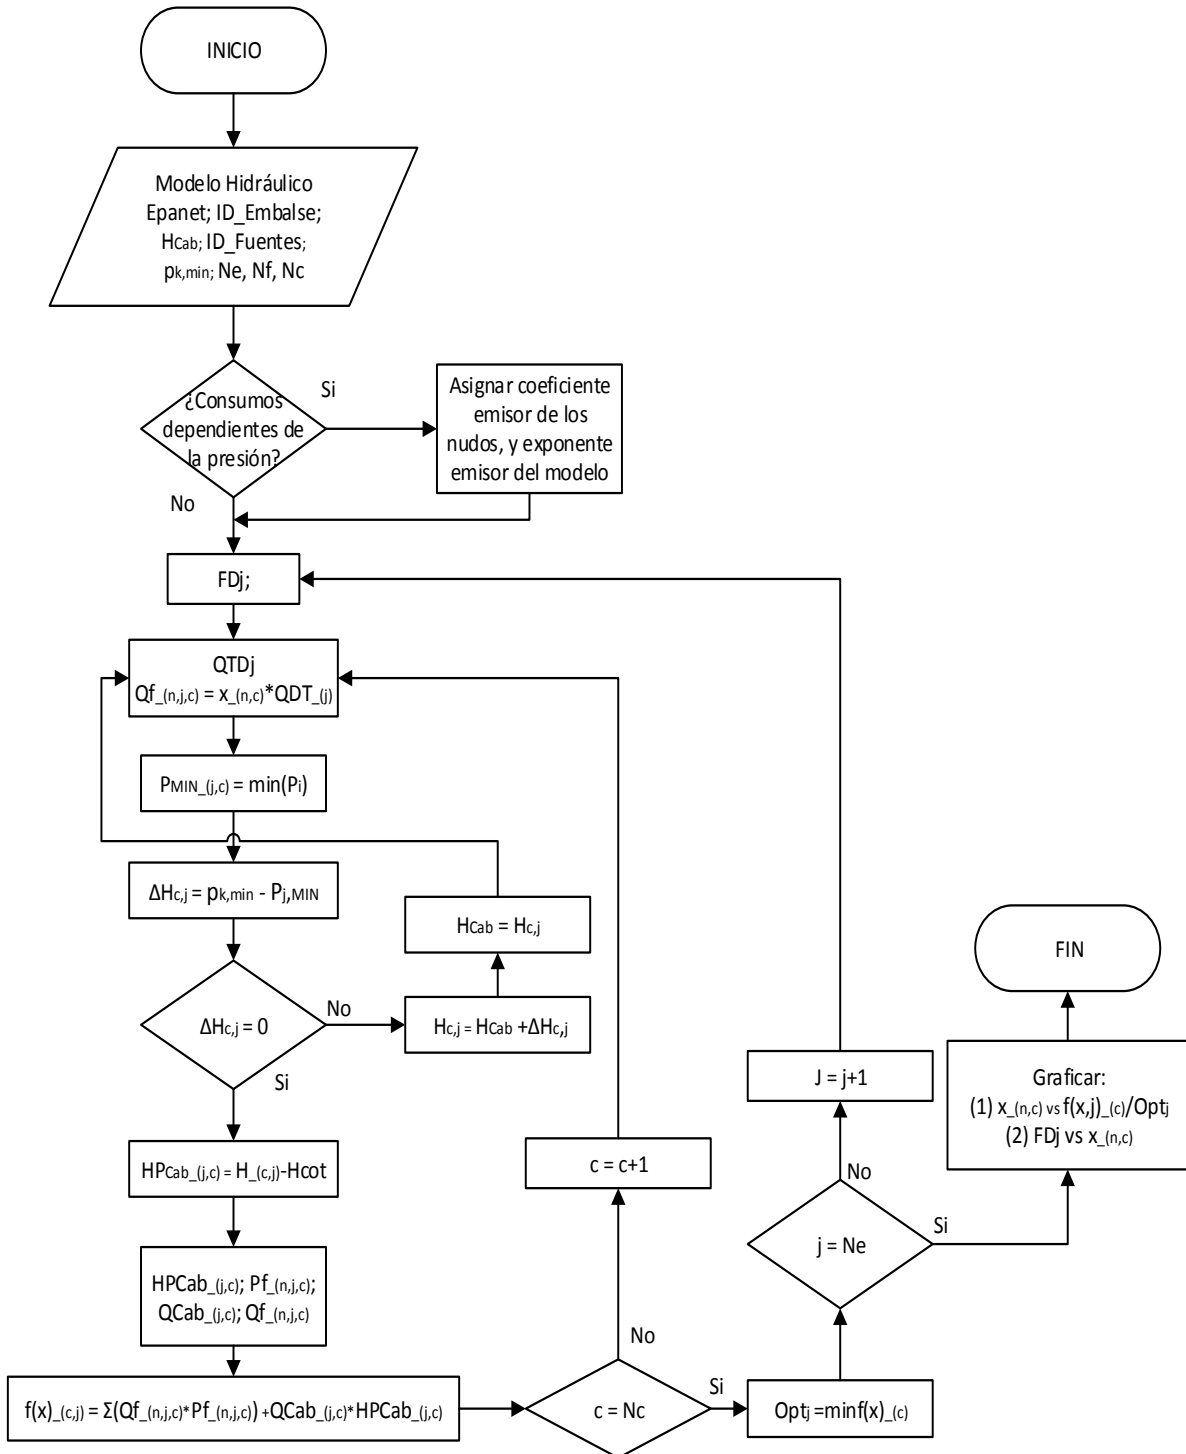 INICIO
Modelo Hidráulico
Epanet; ID_Embalse;
HCab; ID_Fuentes;
pk,min; Ne, Nf, Nc
¿Consumos
dependientes de
la presión?
Si
No
Asignar coeficiente
emisor de los
nudos, y exponente
emisor del modelo
FDj;
QTDj
Qf_(n,j,c) = x_(n,c)*QDT_(j)
PMIN_(j,c) = min(Pi)
ΔHc,j = pk,min - Pj,MIN
HCab = Hc,j
ΔHc,j = 0
No
Si
Hc,j = HCab +ΔHc,j
HPCab_(j,c) = H_(c,j)-Hcot
HPCab_(j,c); Pf_(n,j,c);
QCab_(j,c); Qf_(n,j,c)
f(x)_(c,j) = Σ(Qf_(n,j,c)*Pf_(n,j,c)) +QCab_(j,c)*HPCab_(j,c)
c = Nc
No
Si
c = c+1
Optj =minf(x)_(c)
j = Ne
No
Si
J = j+1
Graficar:
(1) x_(n,c) vs f(x,j)_(c)/Optj
(2) FDj vs x_(n,c)
FIN